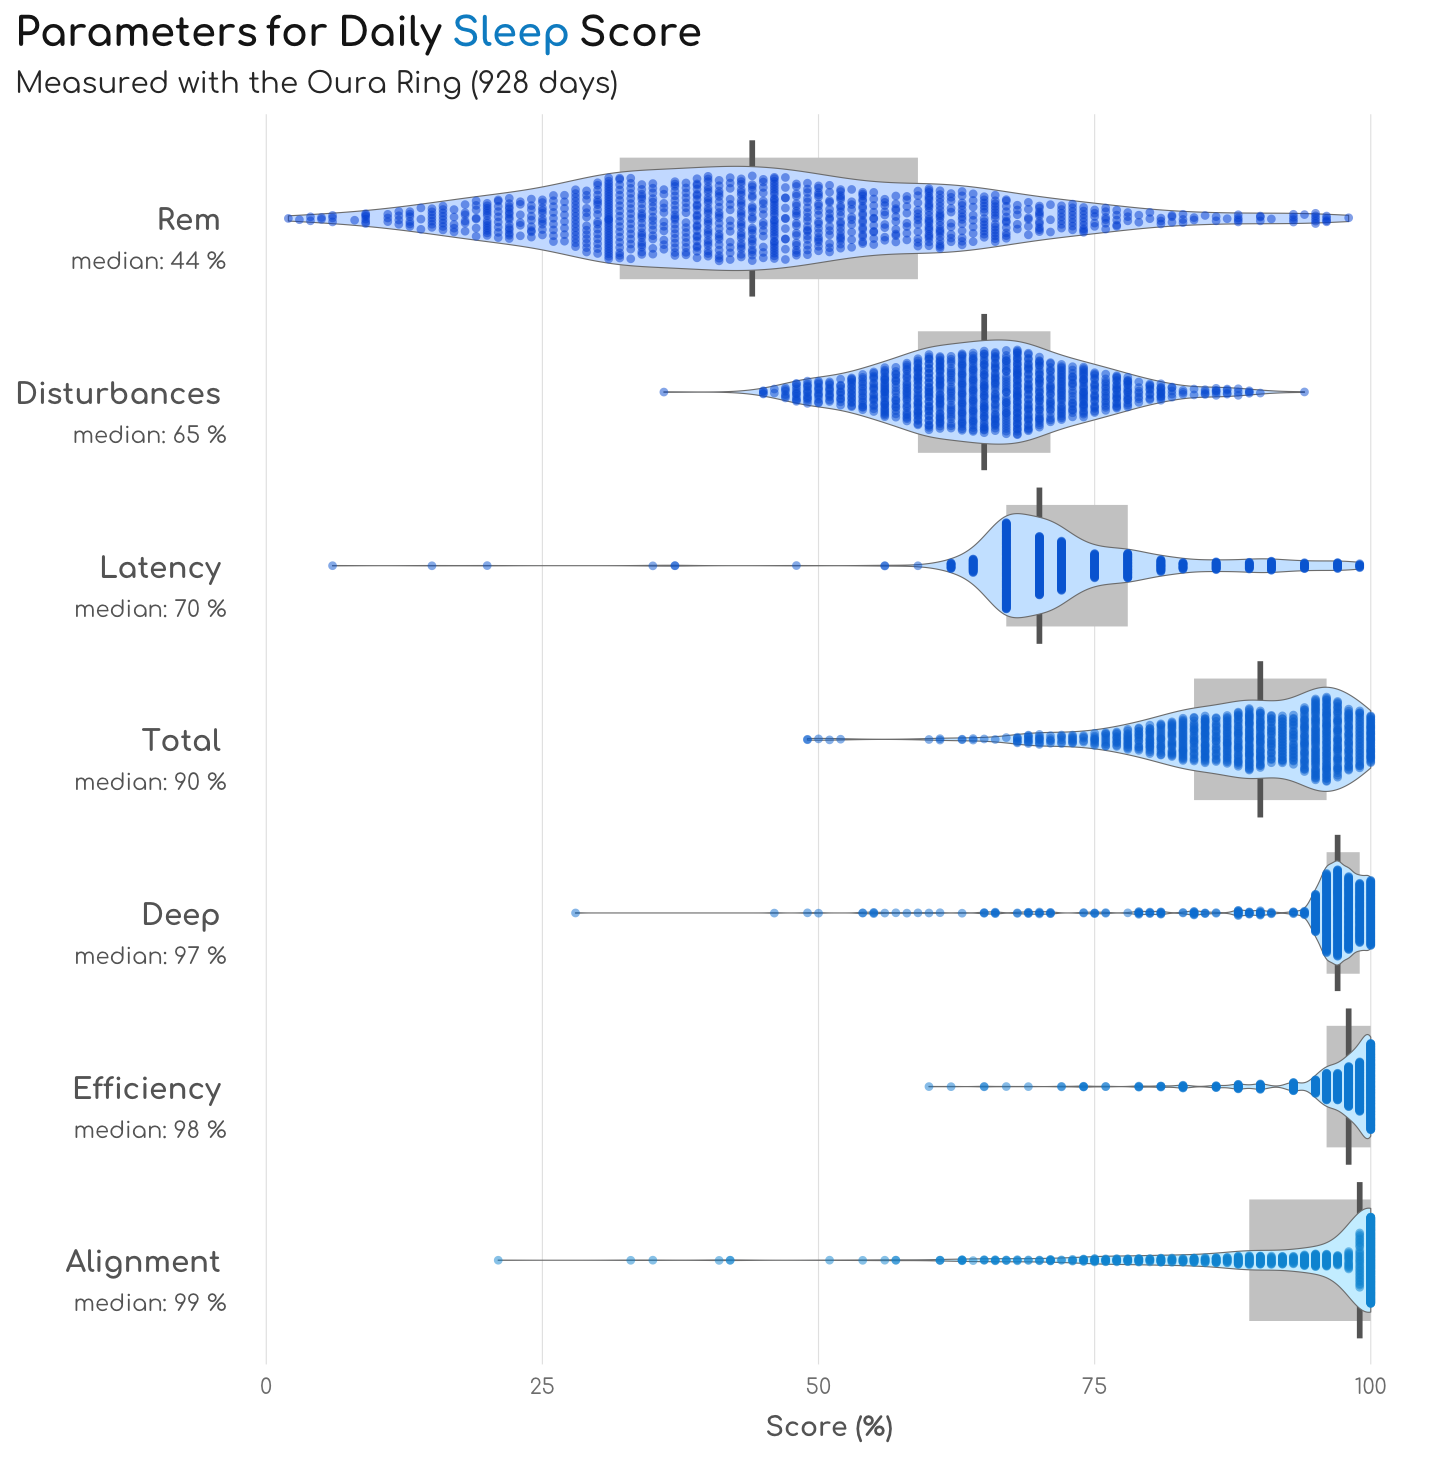 Parameters for Daily Sleep Score
Measured with the Oura Ring (928 days)
Rem
median: 44 %
Disturbances
median: 65 %
Latency
median: 70 %
Total
median: 90 %
Deep
median: 97 %
Efficiency
median: 98 %
Alignment
median: 99 %
0 25 50 75 100
Score (%)